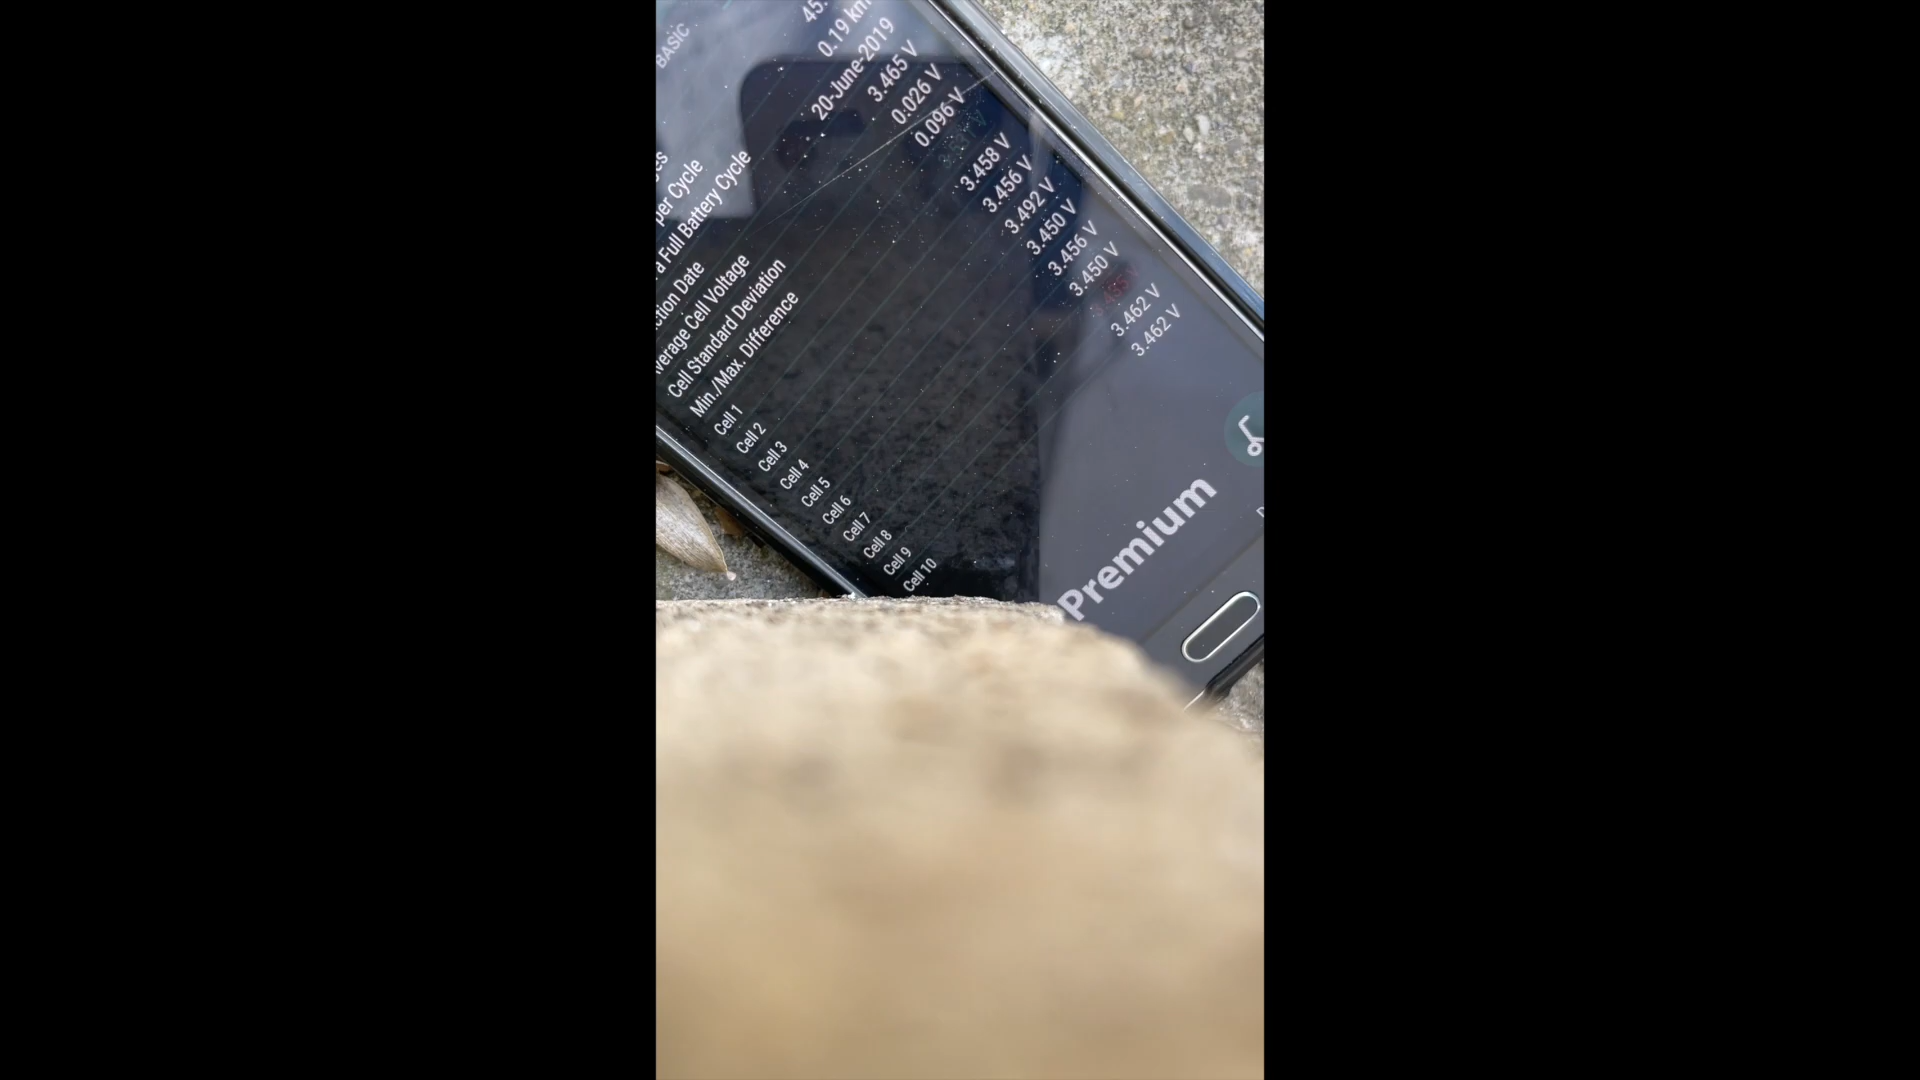 BASIC
per Cycle 45.
a Full Battery Cycle 0.19 km
ction Date 20-June-2019
verage Cell Voltage 3.465 V
Cell Standard Deviation 0.026 V
Min./Max. Difference 0.096 V
Cell 1
Cell 2 3.458 V
Cell 3 3.456 V
Cell 4 3.492 V
Cell 5 3.450 V
Cell 6 3.456 V
Cell 7 3.450 V
Cell 8
Cell 9 3.462 V
Cell 10 3.462 V
Premium